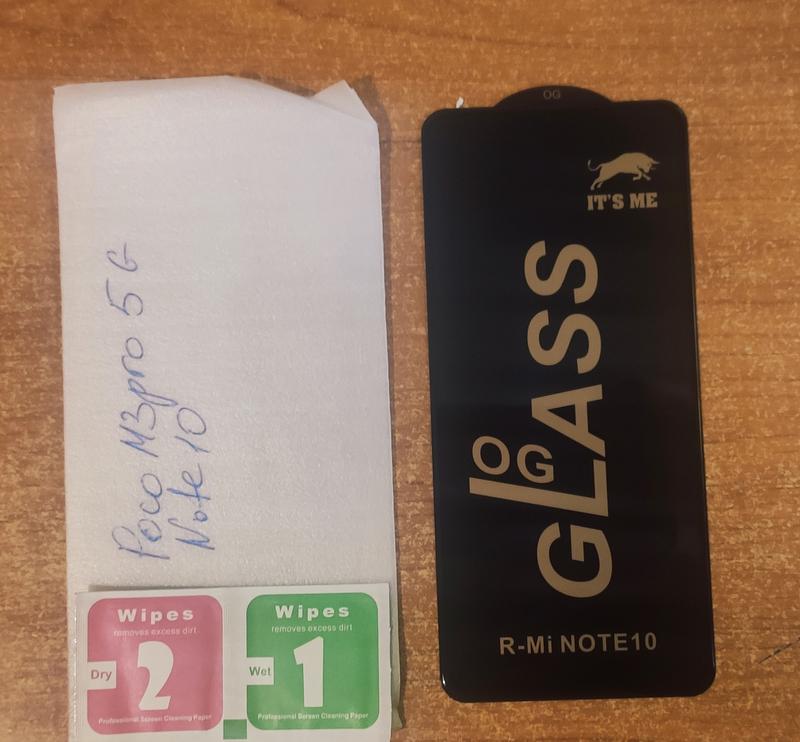 Poco M3pro 5G
Note 10
Wipes
removes excess dirt
Dry
2
Professional Screen Cleaning Paper
Wipes
removes excess dirt
Wet
1
Professional Screen Cleaning Paper
OG
IT'S ME
OG
GLASS
R-Mi NOTE10